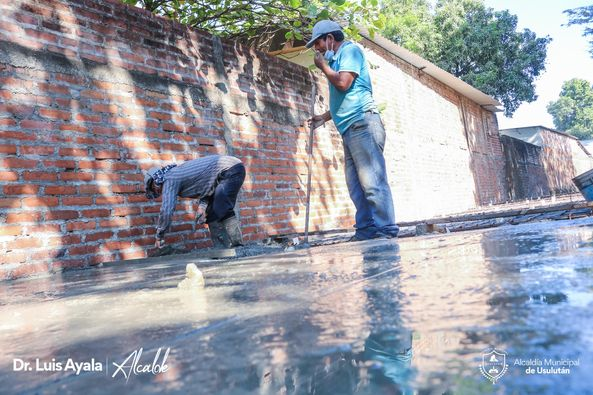 Dr. Luis Ayala Alcalde
Alcaldía Municipal
de Usulután